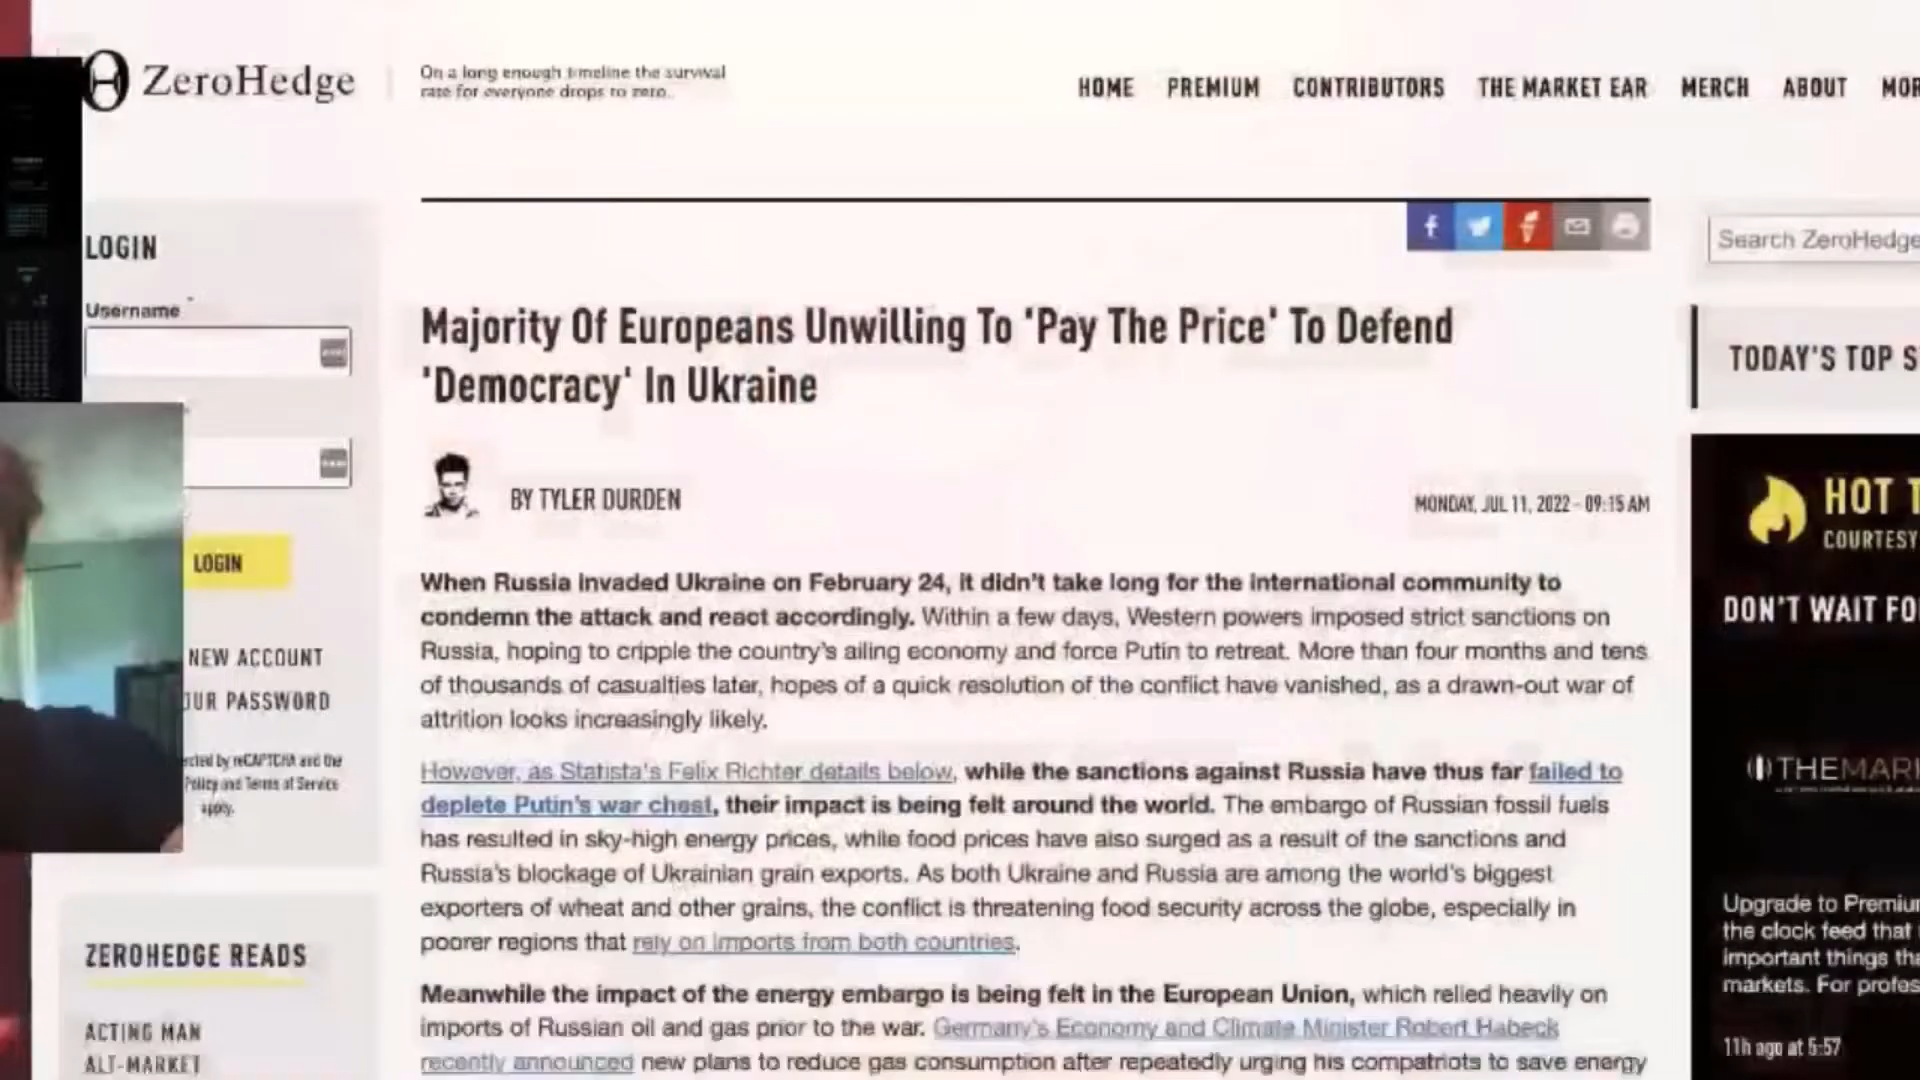 ZeroHedge
On a long enough timeline the survival
rate for everyone drops to zero.
HOME PREMIUM CONTRIBUTORS THE MARKET EAR MERCH ABOUT
LOGIN
Username
LOGIN
NEW ACCOUNT
PASSWORD
by reCAPTCHA and the
Policy and Terms of Service
apply.
ZEROHEDGE READS
ACTING MAN
ALT-MARKET
Majority Of Europeans Unwilling To 'Pay The Price' To Defend
'Democracy' In Ukraine
BY TYLER DURDEN
MONDAY, JUL 11, 2022 - 09:15 AM
When Russia invaded Ukraine on February 24, it didn't take long for the international community to
condemn the attack and react accordingly. Within a few days, Western powers imposed strict sanctions on
Russia, hoping to cripple the country's ailing economy and force Putin to retreat. More than four months and tens
of thousands of casualties later, hopes of a quick resolution of the conflict have vanished, as a drawn-out war of
attrition looks increasingly likely.
However, as Statista's Felix Richter details below, while the sanctions against Russia have thus far failed to
deplete Putin's war chest, their impact is being felt around the world. The embargo of Russian fossil fuels
has resulted in sky-high energy prices, while food prices have also surged as a result of the sanctions and
Russia's blockage of Ukrainian grain exports. As both Ukraine and Russia are among the world's biggest
exporters of wheat and other grains, the conflict is threatening food security across the globe, especially in
poorer regions that rely on imports from both countries.
Meanwhile the impact of the energy embargo is being felt in the European Union, which relied heavily on
imports of Russian oil and gas prior to the war. Germany's Economy and Climate Minister Robert Habeck
recently announced new plans to reduce gas consumption after repeatedly urging his compatriots to save energy
Search ZeroHedge
TODAY'S TOP
HOT
COURTESY
DON'T WAIT
THEMAR
Upgrade to
the clock feed that
important things
markets. For
11h ago at 5:57